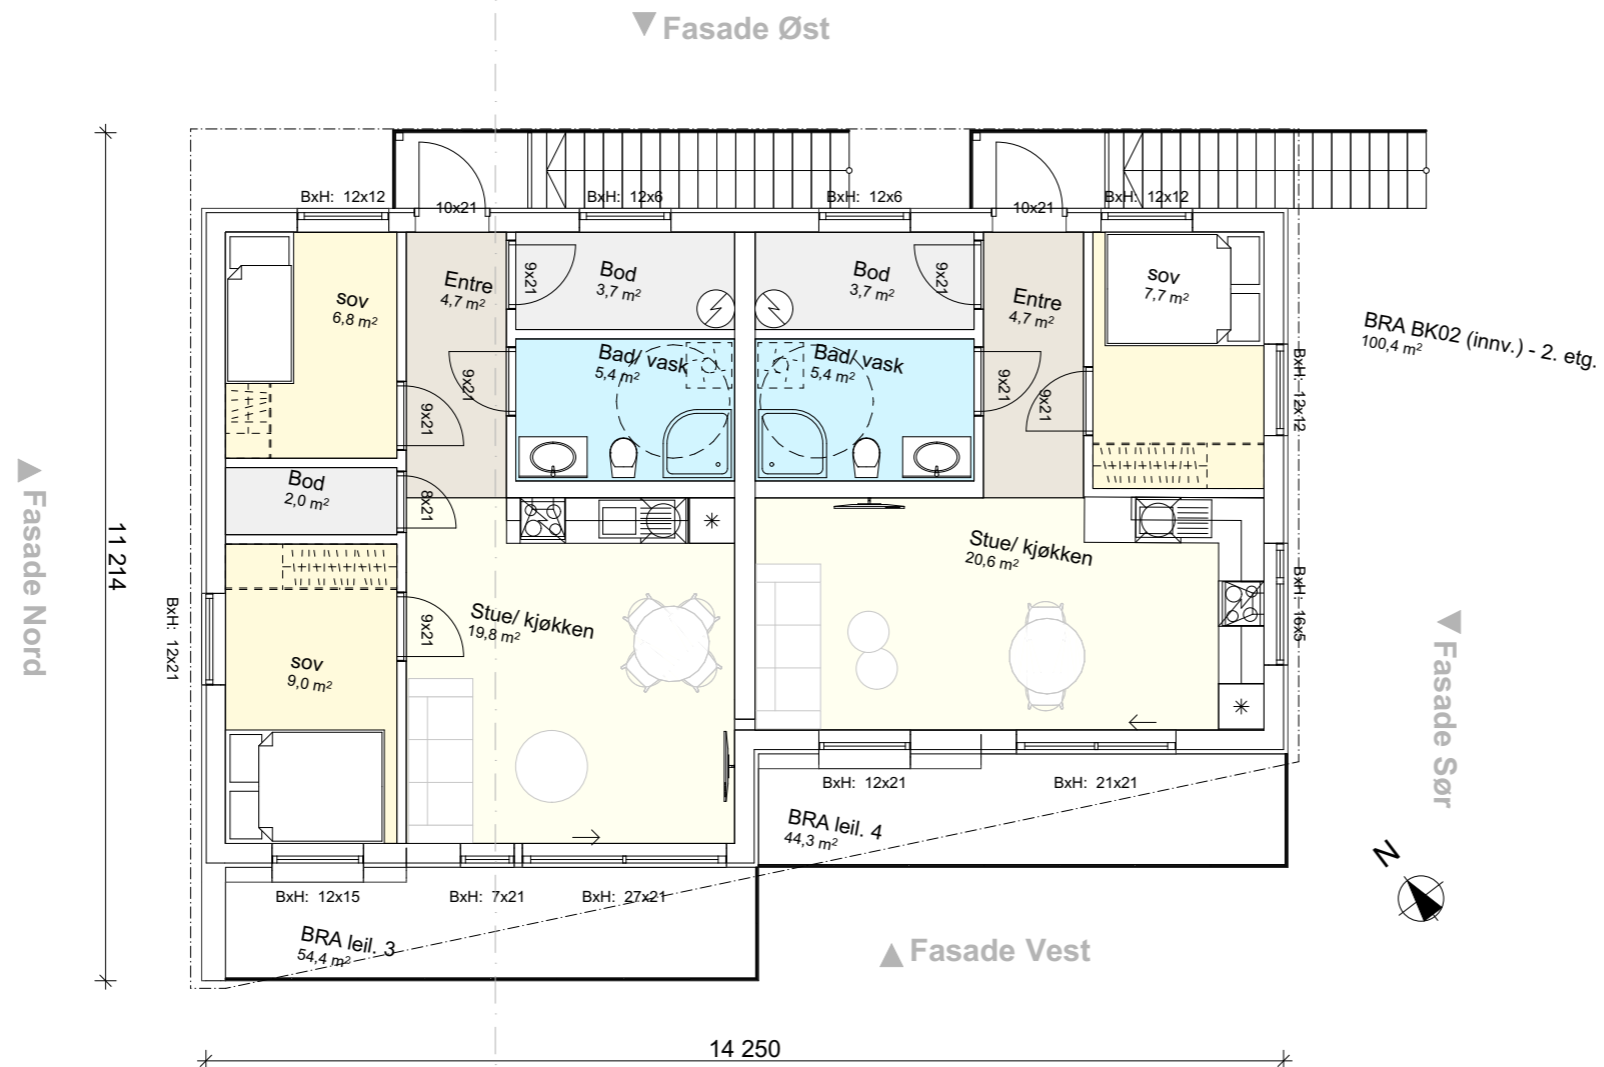 Fasade Øst
BxH: 12x12
10x21
BxH: 12x6
BxH: 12x6
10x21
BxH: 12x12
sov
6,8 m²
Entre
4,7 m²
9x21
Bod
3,7 m²
Bod
3,7 m²
9x21
Entre
4,7 m²
sov
7,7 m²
BRA BK02 (innv.) - 2. etg.
100,4 m²
9x21
9x21
Bad/ vask
5,4 m²
Bad/ vask
5,4 m²
9x21
9x21
BxH: 12x12
Bod
2,0 m²
8x21
Fasade Nord
11 214
BxH: 12x21
sov
9,0 m²
9x21
Stue/ kjøkken
19,8 m²
Stue/ kjøkken
20,6 m²
BxH: 16x5
Fasade Sør
BxH: 12x21
BxH: 21x21
BRA leil. 4
44,3 m²
N
BxH: 12x15
BxH: 7x21
BxH: 27x21
BRA leil. 3
54,4 m²
Fasade Vest
14 250